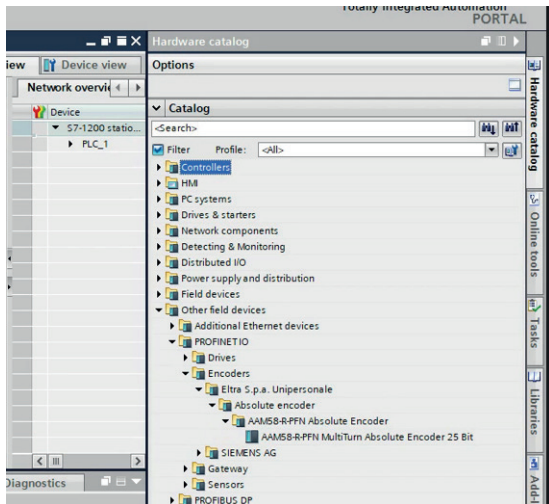 Totally Integrated Automation
PORTAL
Hardware catalog
iew
Device view
Options
Network overvie
Device
S7-1200 statio...
PLC_1
Catalog
<Search>
Filter
Profile:
<All>
Controllers
HMI
PC systems
Drives & starters
Network components
Detecting & Monitoring
Distributed I/O
Power supply and distribution
Field devices
Other field devices
Additional Ethernet devices
PROFINET IO
Drives
Encoders
Eltra S.p.a. Unipersonale
Absolute encoder
AAM58-R-PFN Absolute Encoder
AAM58-R-PFN MultiTurn Absolute Encoder 25 Bit
SIEMENS AG
Gateway
Sensors
PROFIBUS DP
Diagnostics
Hardware catalog
Online tools
Tasks
Libraries
Add-i